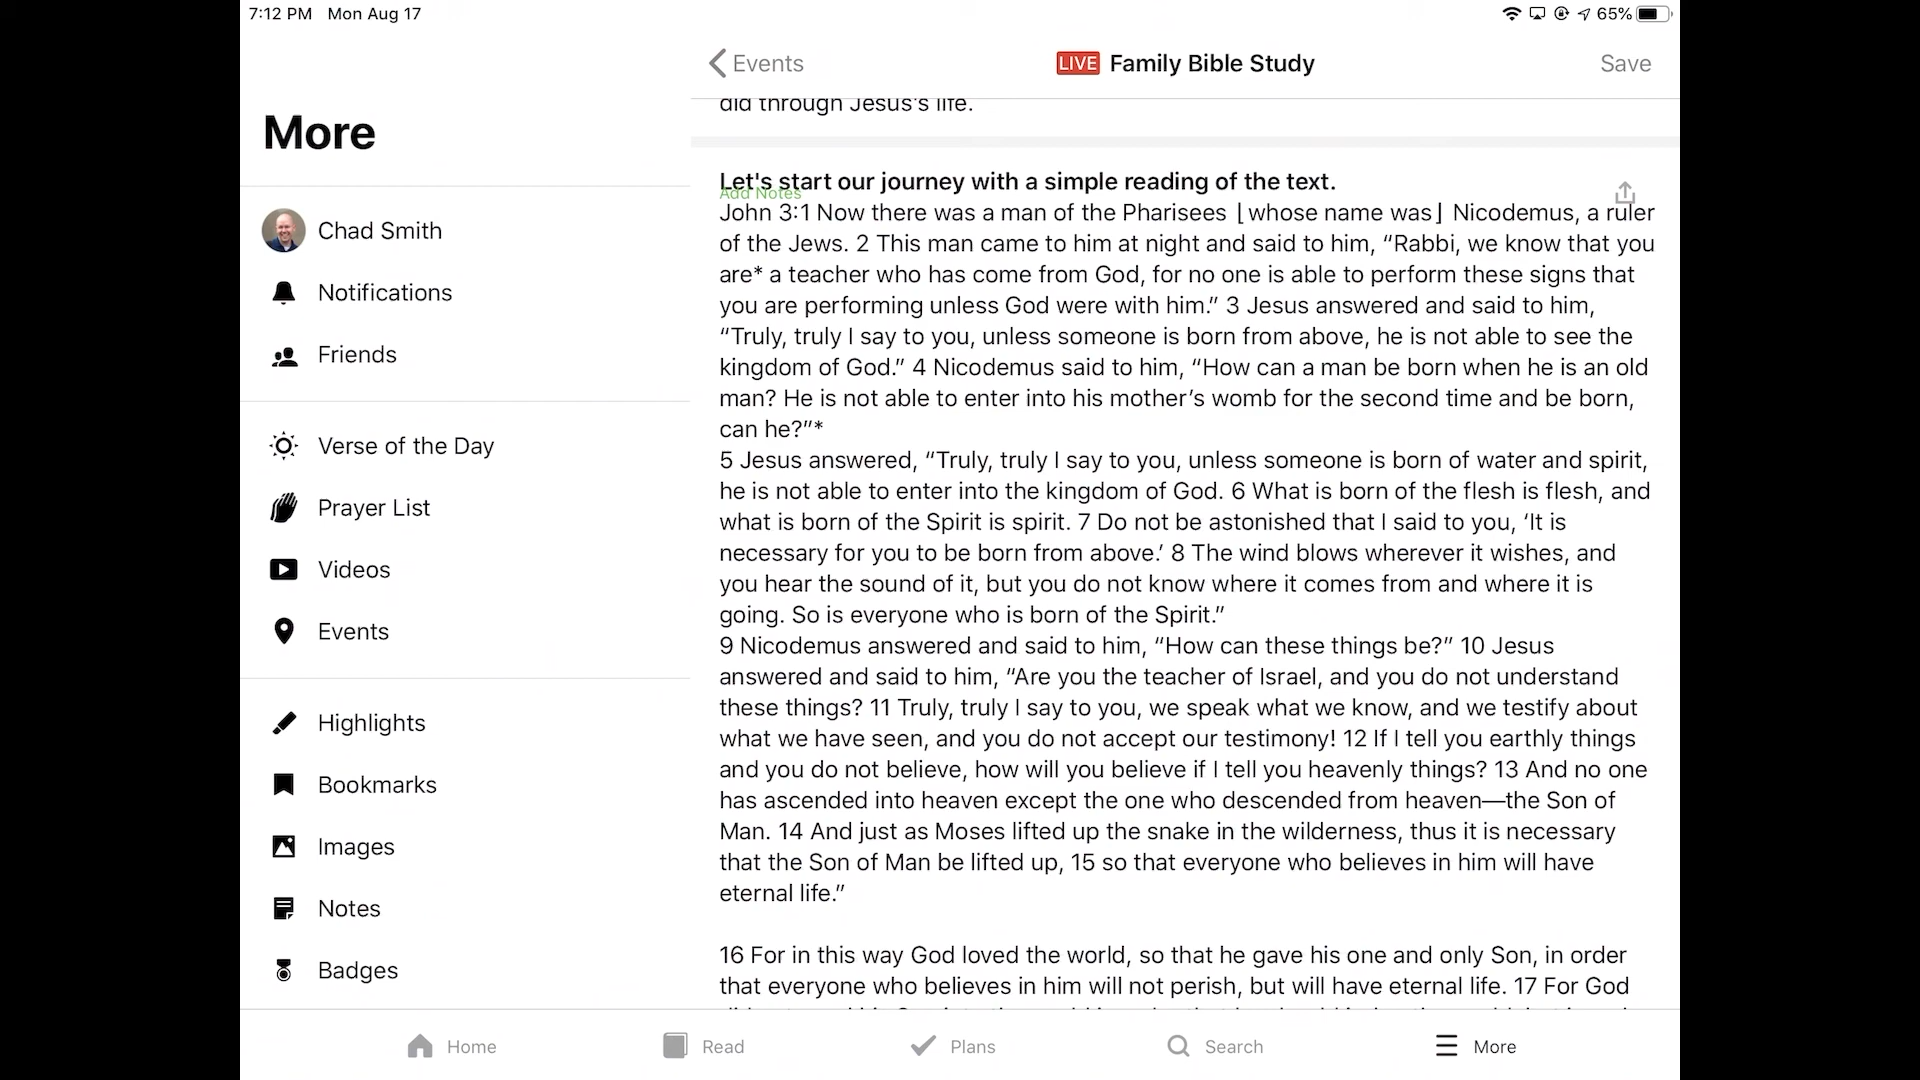 7:12 PM Mon Aug 17
65%
More
Chad Smith
Notifications
Friends
Verse of the Day
Prayer List
Videos
Events
Highlights
Bookmarks
Images
Notes
Badges
Events
LIVE Family Bible Study
Save
did through Jesus's life.
Let's start our journey with a simple reading of the text.
Add Notes
John 3:1 Now there was a man of the Pharisees ⌊whose name was⌋ Nicodemus, a ruler
of the Jews. 2 This man came to him at night and said to him, “Rabbi, we know that you
are* a teacher who has come from God, for no one is able to perform these signs that
you are performing unless God were with him.” 3 Jesus answered and said to him,
“Truly, truly I say to you, unless someone is born from above, he is not able to see the
kingdom of God.” 4 Nicodemus said to him, “How can a man be born when he is an old
man? He is not able to enter into his mother’s womb for the second time and be born,
can he?”*
5 Jesus answered, “Truly, truly I say to you, unless someone is born of water and spirit,
he is not able to enter into the kingdom of God. 6 What is born of the flesh is flesh, and
what is born of the Spirit is spirit. 7 Do not be astonished that I said to you, ‘It is
necessary for you to be born from above.’ 8 The wind blows wherever it wishes, and
you hear the sound of it, but you do not know where it comes from and where it is
going. So is everyone who is born of the Spirit.”
9 Nicodemus answered and said to him, “How can these things be?” 10 Jesus
answered and said to him, “Are you the teacher of Israel, and you do not understand
these things? 11 Truly, truly I say to you, we speak what we know, and we testify about
what we have seen, and you do not accept our testimony! 12 If I tell you earthly things
and you do not believe, how will you believe if I tell you heavenly things? 13 And no one
has ascended into heaven except the one who descended from heaven—the Son of
Man. 14 And just as Moses lifted up the snake in the wilderness, thus it is necessary
that the Son of Man be lifted up, 15 so that everyone who believes in him will have
eternal life.”
16 For in this way God loved the world, so that he gave his one and only Son, in order
that everyone who believes in him will not perish, but will have eternal life. 17 For God
Home
Read
Plans
Search
More